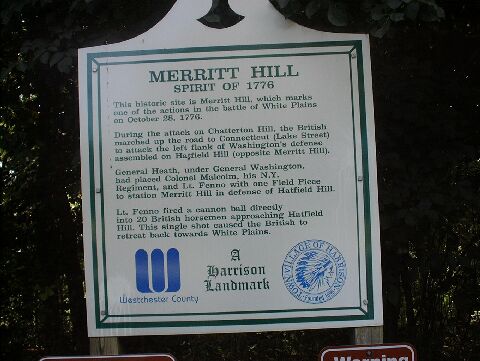 MERRITT HILL
SPIRIT OF 1776
This historic site is Merritt Hill, which marks
one of the actions in the battle of White Plains
on October 28, 1776.
During the attack on Chatterton Hill, the British
marched up the road to Connecticut (Lake Street)
to attack the left flank of Washington's defense
assembled on Hatfield Hill (opposite Merritt Hill).
General Heath, under General Washington,
had placed Colonel Malcolm, his N.Y.
Regiment, and Lt. Fenno with one Field Piece
to station Merritt Hill in defense of Hatfield Hill.
Lt. Fenno fired a cannon ball directly
into 20 British horsemen approaching Hatfield
Hill. This single shot caused the British to
retreat back towards White Plains.
Westchester County
A
Harrison
Landmark
TOWN VILLAGE OF HARRISON
Founded
Warning